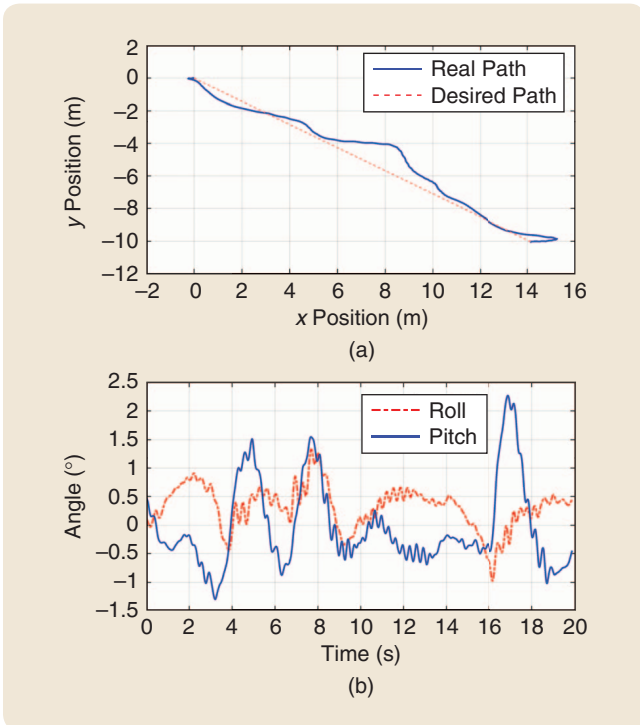 2
0
–2
–4
–6
–8
–10
–12
y Position (m)
Real Path
Desired Path
–2 0 2 4 6 8 10 12 14 16
x Position (m)
(a)
2.5
2
1.5
1
0.5
0
–0.5
–1
–1.5
Angle (°)
Roll
Pitch
0 2 4 6 8 10 12 14 16 18 20
Time (s)
(b)